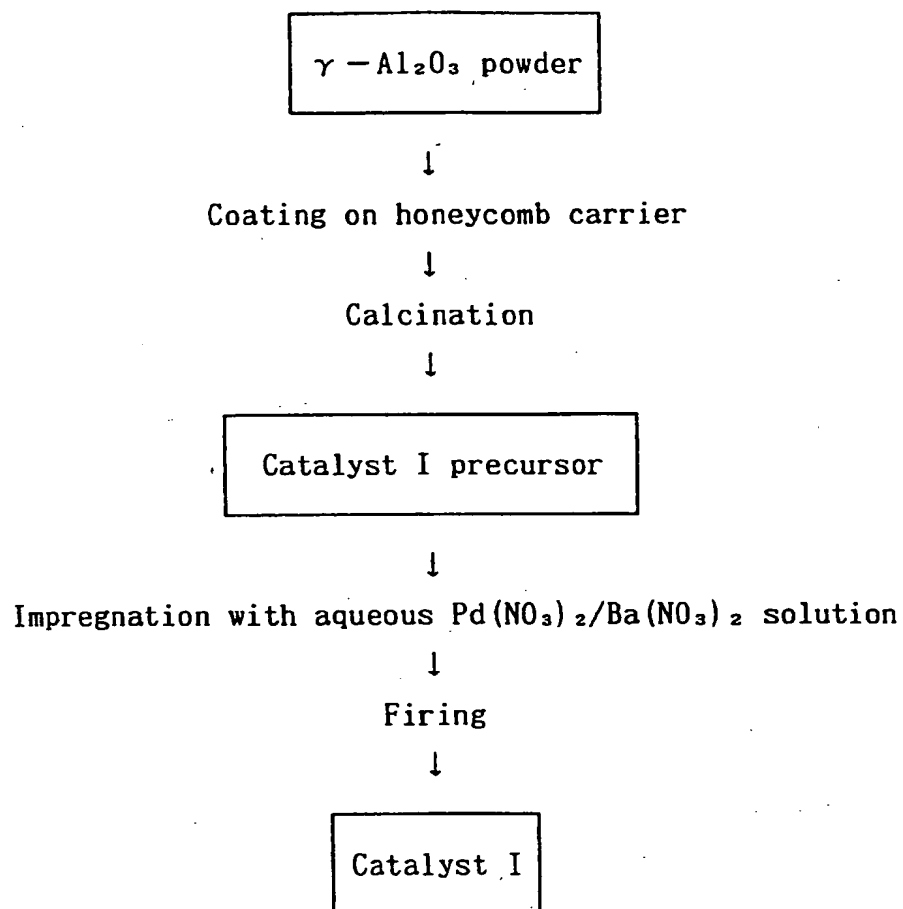 γ－Al₂O₃ powder
↓
Coating on honeycomb carrier
↓
Calcination
↓
Catalyst I precursor
↓
Impregnation with aqueous Pd(NO₃)₂/Ba(NO₃)₂ solution
↓
Firing
↓
Catalyst I